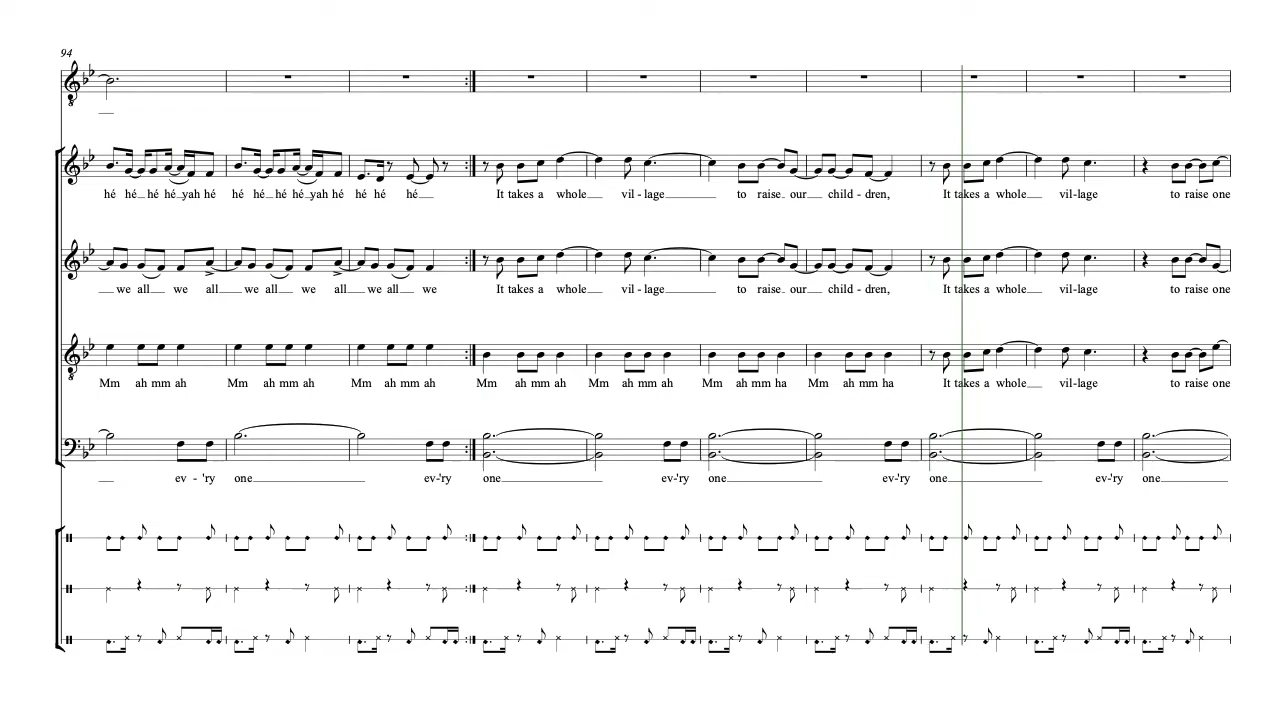 94
hé hé hé hé yah hé hé hé hé hé yah hé hé hé hé It takes a whole vil - lage to raise our child - dren, It takes a whole vil - lage to raise one
we all we all we all we all we all we It takes a whole vil - lage to raise our child - dren, It takes a whole vil - lage to raise one
Mm ah mm ah Mm ah mm ah Mm ah mm ah Mm ah mm ah Mm ah mm ah Mm ah mm ha Mm ah mm ha It takes a whole vil - lage to raise one
ev - 'ry one ev-'ry one ev-'ry one ev-'ry one ev-'ry one